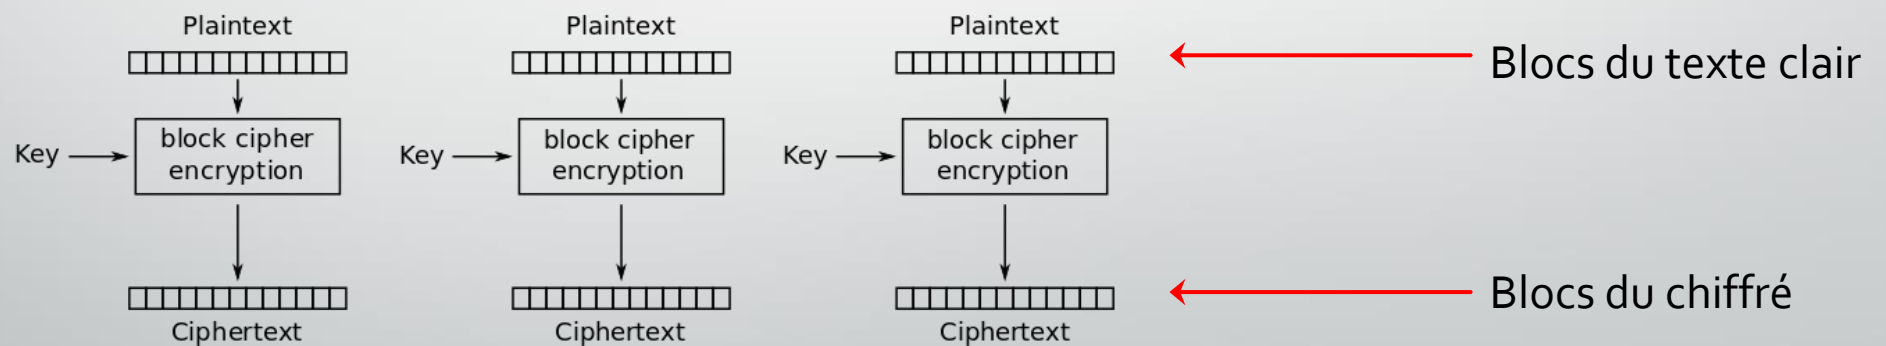 Plaintext
Plaintext
Plaintext
Blocs du texte clair
Key
block cipher
encryption
Key
block cipher
encryption
Key
block cipher
encryption
Blocs du chiffré
Ciphertext
Ciphertext
Ciphertext